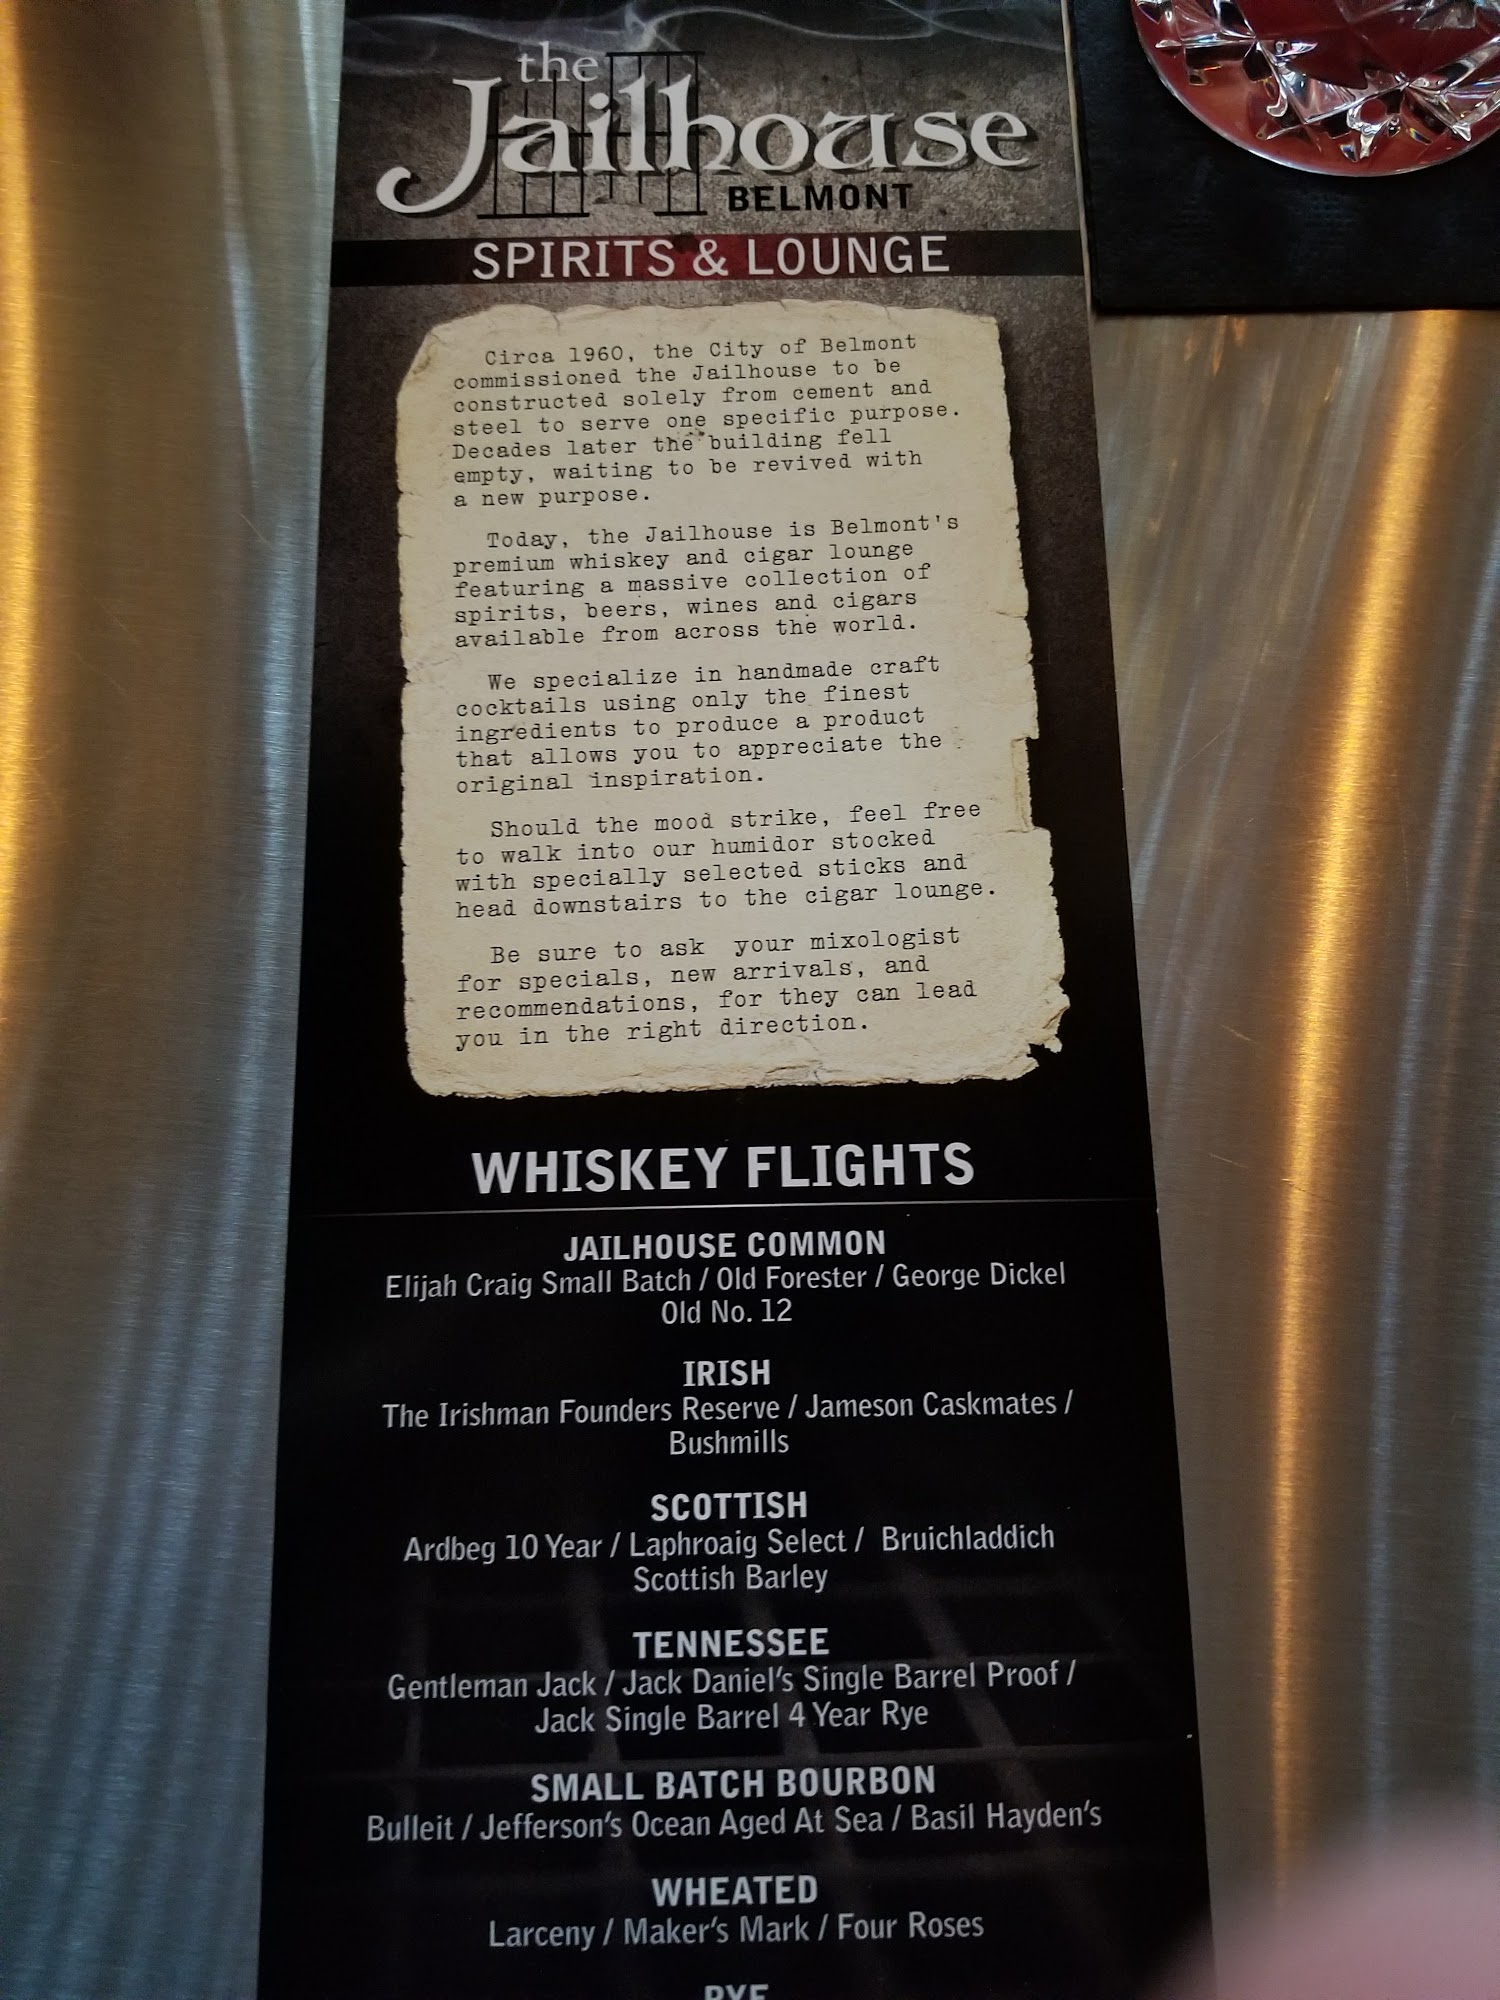 the
Jailhouse
BELMONT
SPIRITS & LOUNGE
Circa 1960, the City of Belmont
commissioned the Jailhouse to be
constructed solely from cement and
steel to serve one specific purpose.
Decades later the building fell
empty, waiting to be revived with
a new purpose.
Today, the Jailhouse is Belmont's
premium whiskey and cigar lounge
featuring a massive collection of
spirits, beers, wines and cigars
available from across the world.
We specialize in handmade craft
cocktails using only the finest
ingredients to produce a product
that allows you to appreciate the
original inspiration.
Should the mood strike, feel free
to walk into our humidor stocked
with specially selected sticks and
head downstairs to the cigar lounge.
Be sure to ask your mixologist
for specials, new arrivals, and
recommendations, for they can lead
you in the right direction.
WHISKEY FLIGHTS
JAILHOUSE COMMON
Elijah Craig Small Batch / Old Forester / George Dickel
Old No. 12
IRISH
The Irishman Founders Reserve / Jameson Caskmates /
Bushmills
SCOTTISH
Ardbeg 10 Year / Laphroaig Select / Bruichladdich
Scottish Barley
TENNESSEE
Gentleman Jack / Jack Daniel's Single Barrel Proof /
Jack Single Barrel 4 Year Rye
SMALL BATCH BOURBON
Bulleit / Jefferson's Ocean Aged At Sea / Basil Hayden's
WHEATED
Larceny / Maker's Mark / Four Roses
RYE